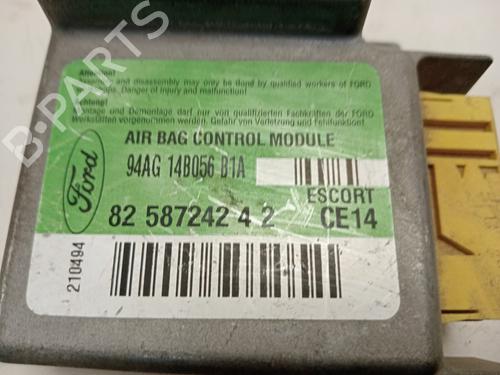 Attention!
and disassembly may only be done by qualified workers of FORD
Danger of injury and malfunction!
Achtung!
Montage und Demontage darf nur von qualifizierten Fachkräften der FORD
Werkstätten vorgenommen werden. Gefahr von Verletzung und Fehlfunktion!
AIR BAG CONTROL MODULE
94AG 14B056 B1A
ESCORT
Ford
82 587242 4 2 CE14
210494